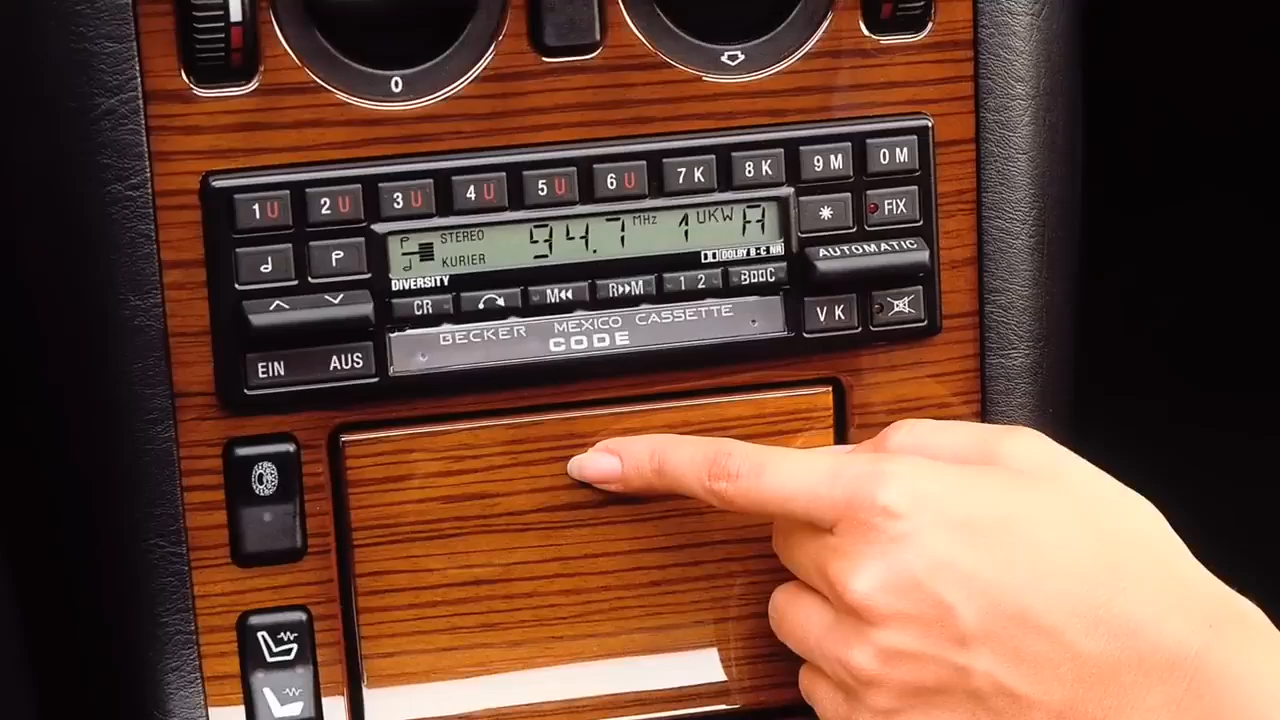 0
1U 2U 3U 4U 5U 6U 7K 8K 9M 0M
STEREO 94.7 MHz 1 UKW A
KURIER
DIVERSITY DOLBY B-C NR
* FIX
AUTOMATIC
CR M R M 1 2 B C
BECKER MEXICO CASSETTE
CODE
VK
EIN AUS